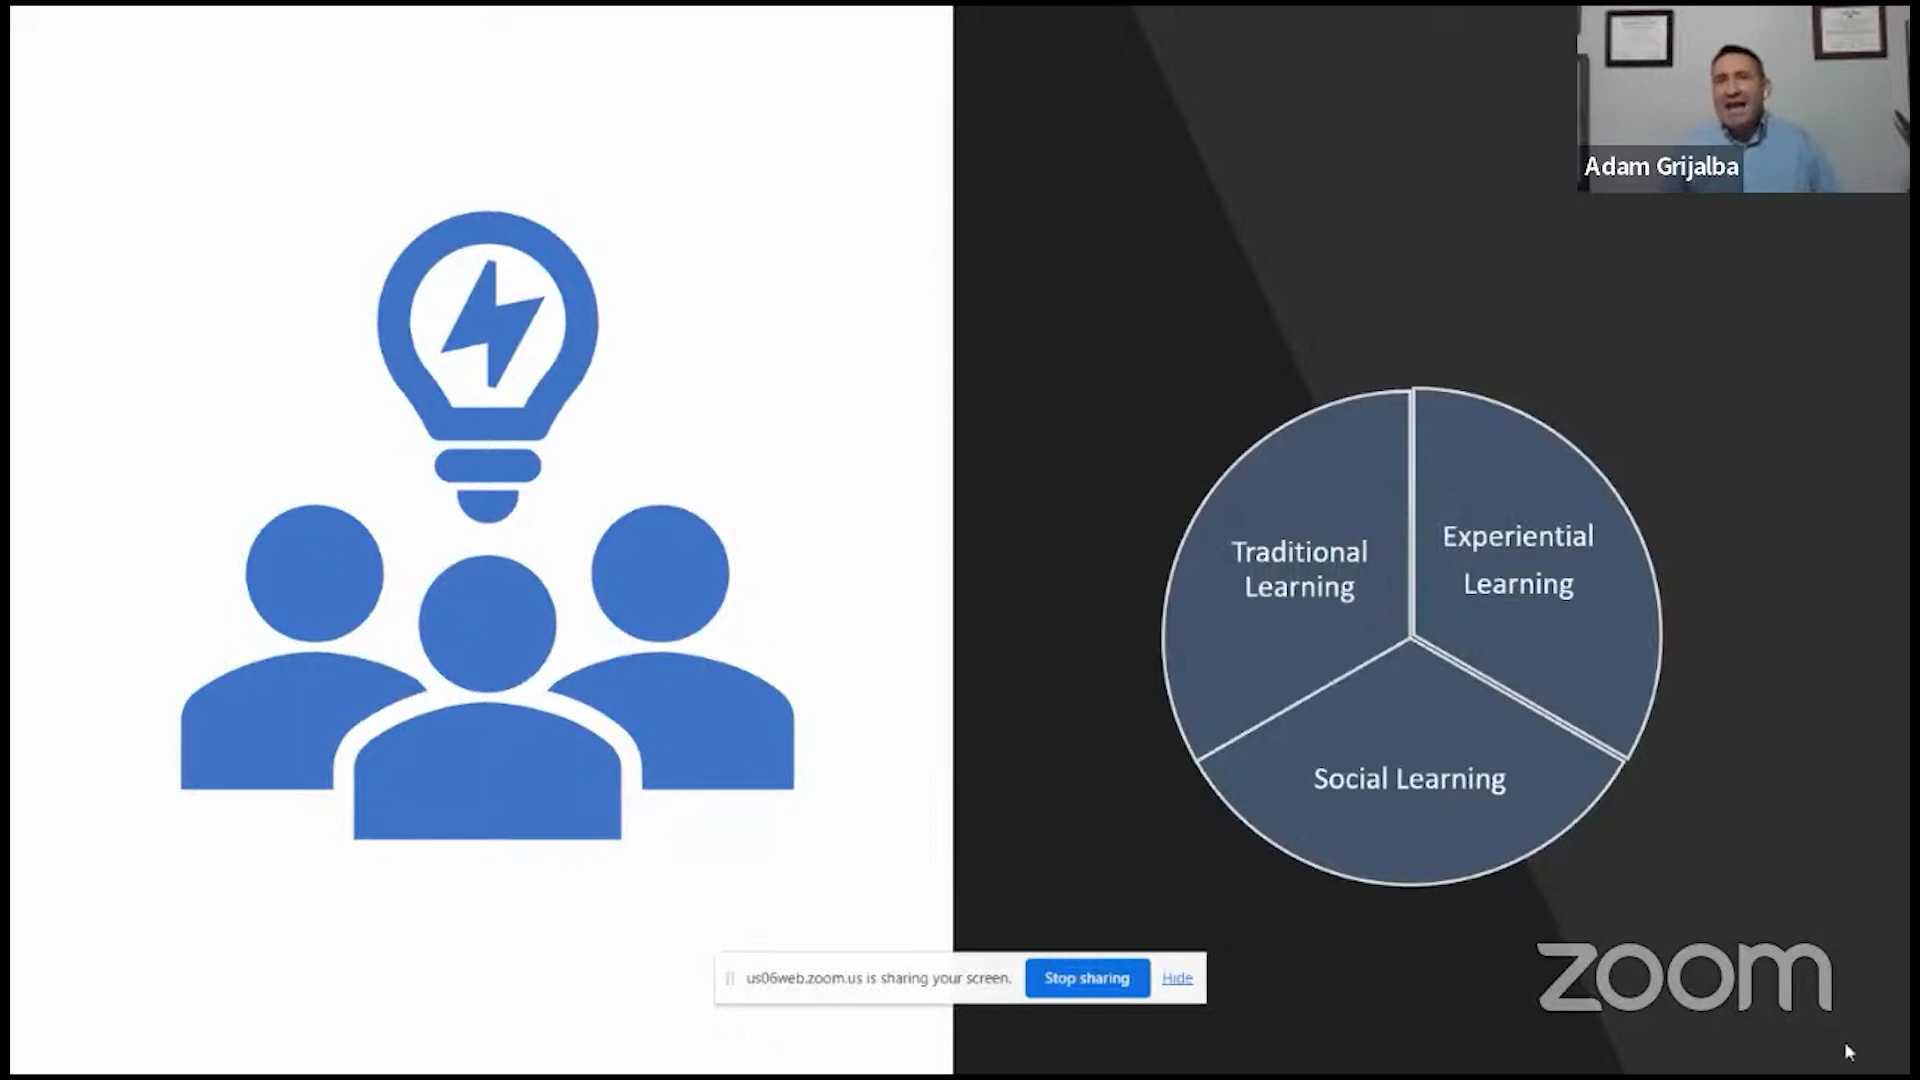 Adam Grijalba
Traditional
Learning
Experiential
Learning
Social Learning
us06web.zoom.us is sharing your screen.
Stop sharing
Hide
zoom